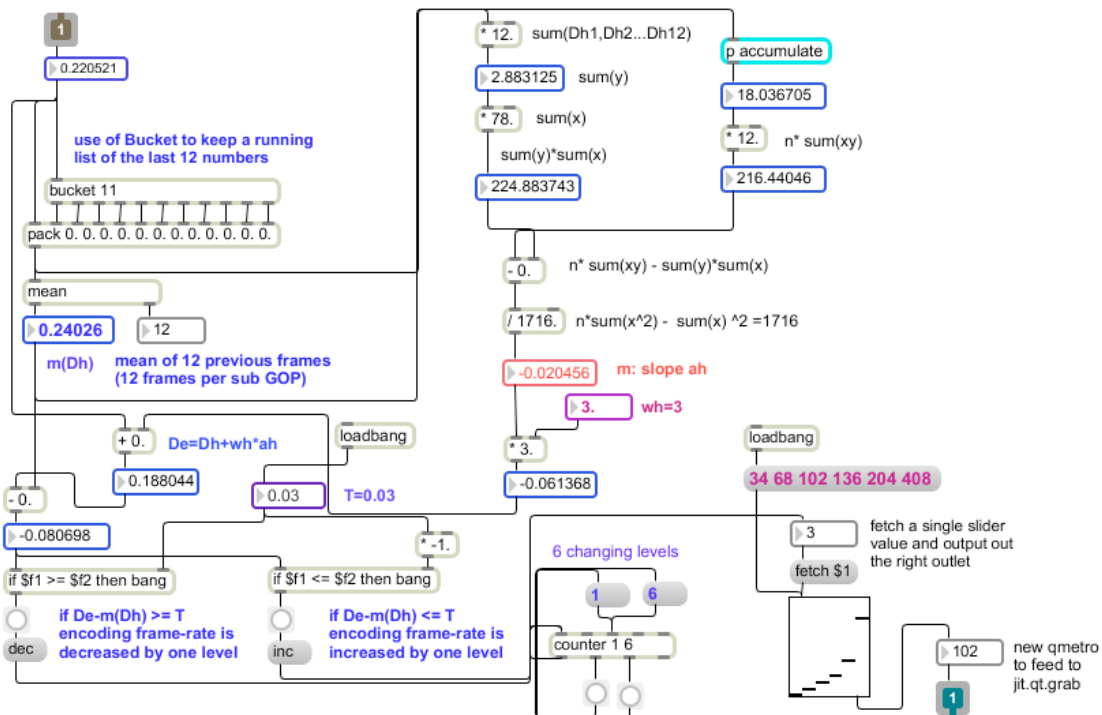 1
0.220521
use of Bucket to keep a running
list of the last 12 numbers
bucket 11
pack 0. 0. 0. 0. 0. 0. 0. 0. 0. 0. 0. 0.
mean
0.24026
12
m(Dh)
mean of 12 previous frames
(12 frames per sub GOP)
* 12.
sum(Dh1,Dh2...Dh12)
2.883125
sum(y)
* 78.
sum(x)
sum(y)*sum(x)
224.883743
p accumulate
18.036705
* 12.
n* sum(xy)
216.44046
- 0.
n* sum(xy) - sum(y)*sum(x)
/ 1716.
n*sum(x^2) - sum(x) ^2 =1716
-0.020456
m: slope ah
3.
wh=3
* 3.
-0.061368
+ 0.
De=Dh+wh*ah
0.188044
loadbang
0.03
T=0.03
- 0.
-0.080698
* -1.
if $f1 >= $f2 then bang
if $f1 <= $f2 then bang
if De-m(Dh) >= T
encoding frame-rate is
decreased by one level
dec
if De-m(Dh) <= T
encoding frame-rate is
increased by one level
inc
6 changing levels
1
6
counter 1 6
loadbang
34 68 102 136 204 408
3
fetch $1
fetch a single slider
value and output out
the right outlet
102
new qmetro
to feed to
jit.qt.grab
1